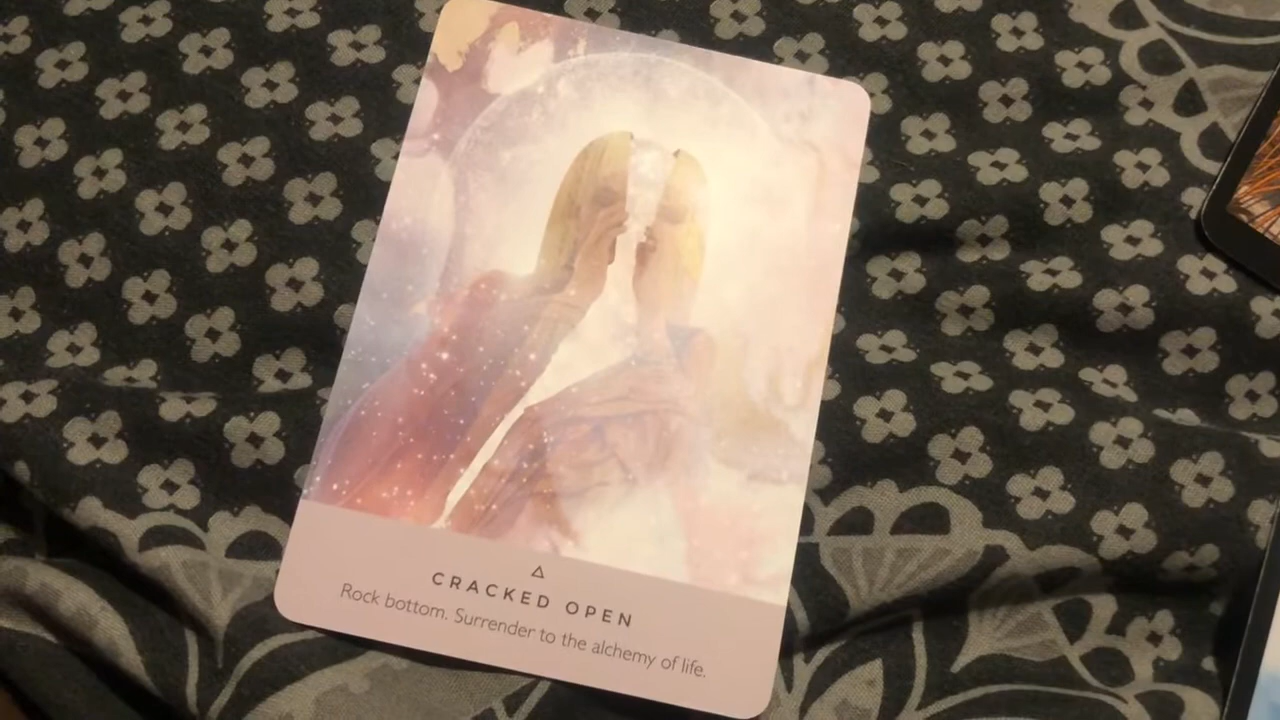 CRACKED OPEN
Rock bottom. Surrender to the alchemy of life.